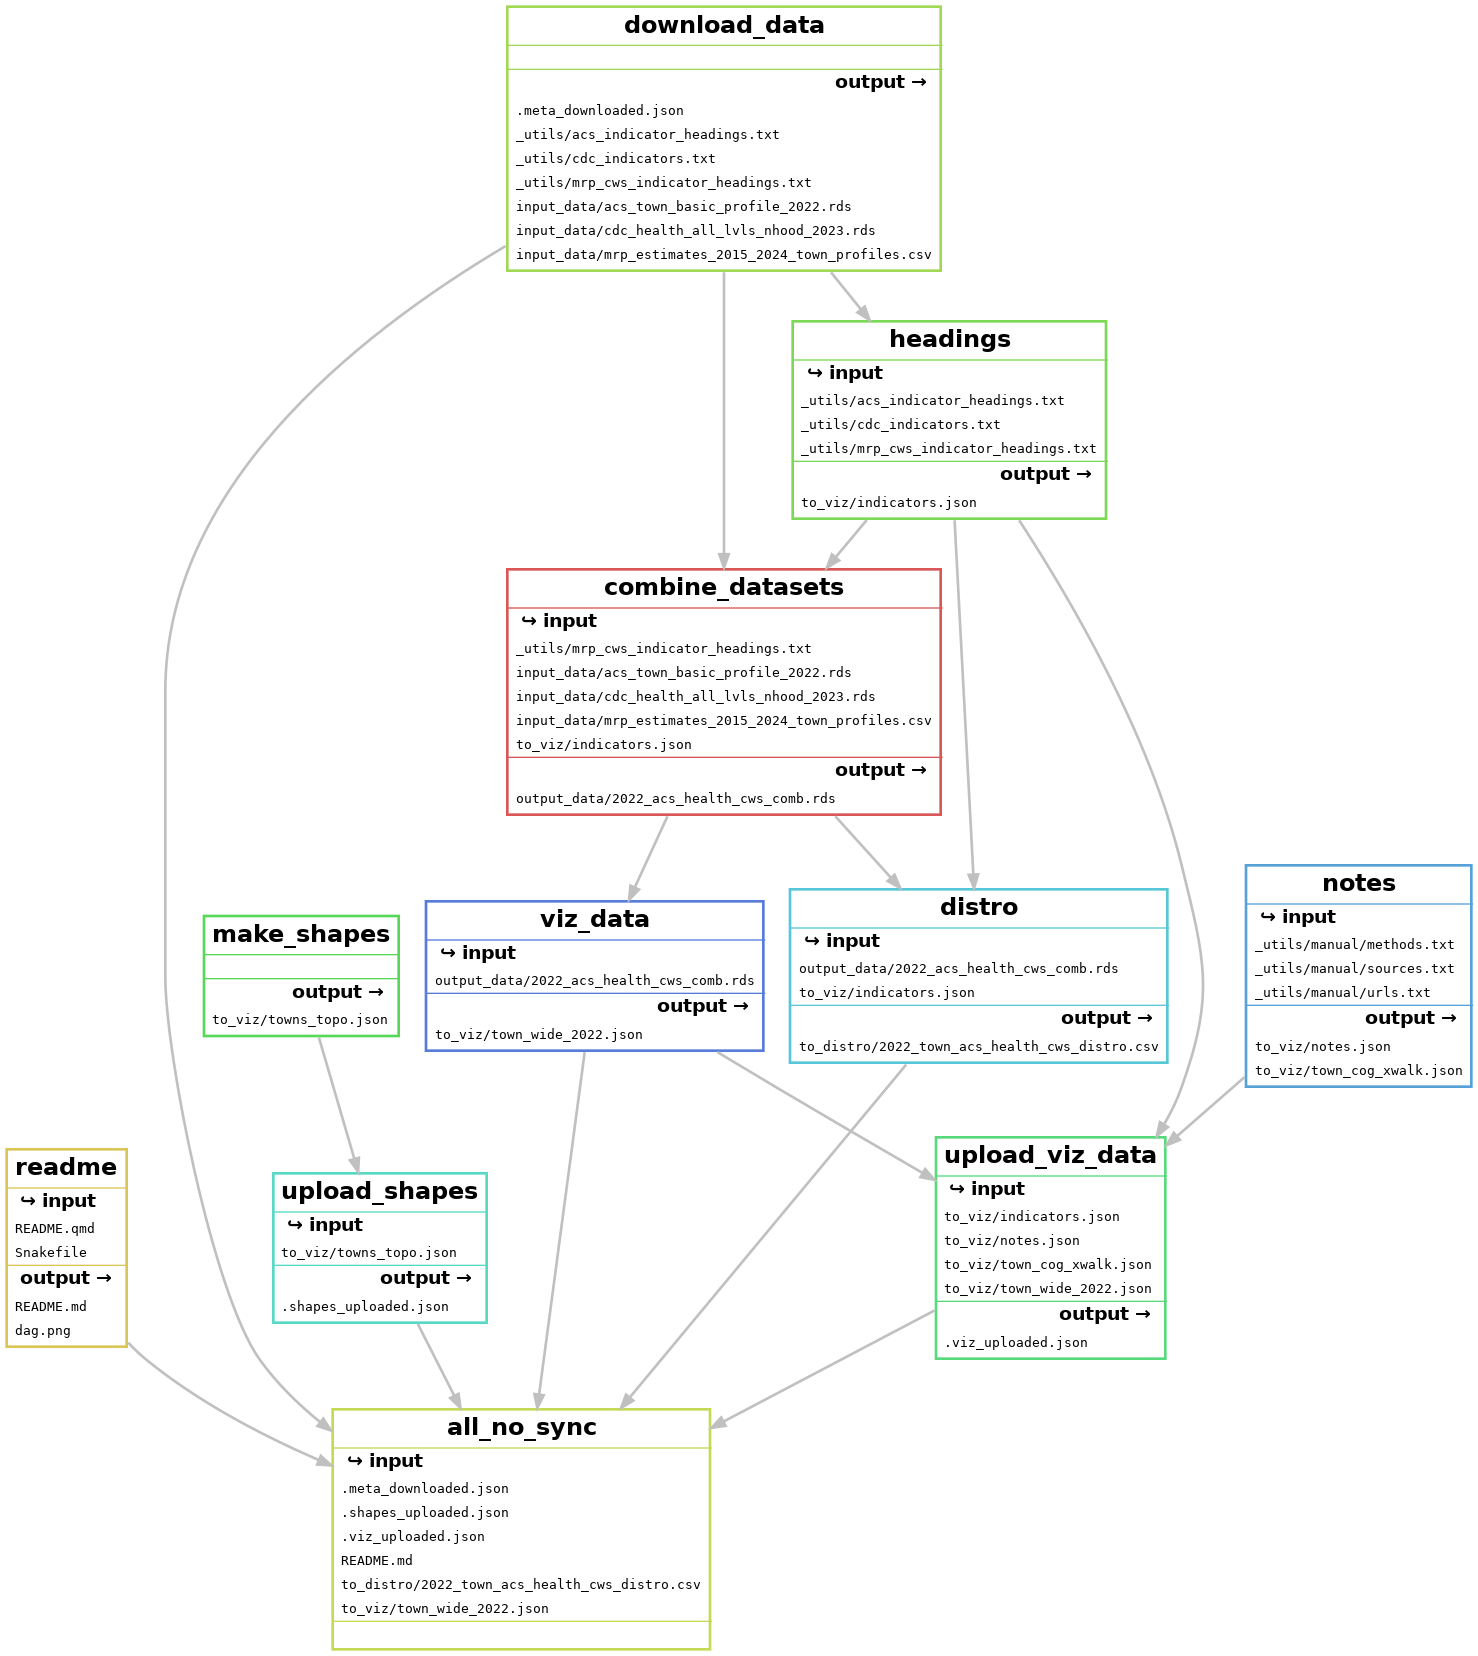 download_data
output →
.meta_downloaded.json
_utils/acs_indicator_headings.txt
_utils/cdc_indicators.txt
_utils/mrp_cws_indicator_headings.txt
input_data/acs_town_basic_profile_2022.rds
input_data/cdc_health_all_lvls_nhood_2023.rds
input_data/mrp_estimates_2015_2024_town_profiles.csv
headings
↪ input
_utils/acs_indicator_headings.txt
_utils/cdc_indicators.txt
_utils/mrp_cws_indicator_headings.txt
output →
to_viz/indicators.json
combine_datasets
↪ input
_utils/mrp_cws_indicator_headings.txt
input_data/acs_town_basic_profile_2022.rds
input_data/cdc_health_all_lvls_nhood_2023.rds
input_data/mrp_estimates_2015_2024_town_profiles.csv
to_viz/indicators.json
output →
output_data/2022_acs_health_cws_comb.rds
make_shapes
output →
to_viz/towns_topo.json
viz_data
↪ input
output_data/2022_acs_health_cws_comb.rds
output →
to_viz/town_wide_2022.json
distro
↪ input
output_data/2022_acs_health_cws_comb.rds
to_viz/indicators.json
output →
to_distro/2022_town_acs_health_cws_distro.csv
notes
↪ input
_utils/manual/methods.txt
_utils/manual/sources.txt
_utils/manual/urls.txt
output →
to_viz/notes.json
to_viz/town_cog_xwalk.json
readme
↪ input
README.qmd
Snakefile
output →
README.md
dag.png
upload_shapes
↪ input
to_viz/towns_topo.json
output →
.shapes_uploaded.json
upload_viz_data
↪ input
to_viz/indicators.json
to_viz/notes.json
to_viz/town_cog_xwalk.json
to_viz/town_wide_2022.json
output →
.viz_uploaded.json
all_no_sync
↪ input
.meta_downloaded.json
.shapes_uploaded.json
.viz_uploaded.json
README.md
to_distro/2022_town_acs_health_cws_distro.csv
to_viz/town_wide_2022.json